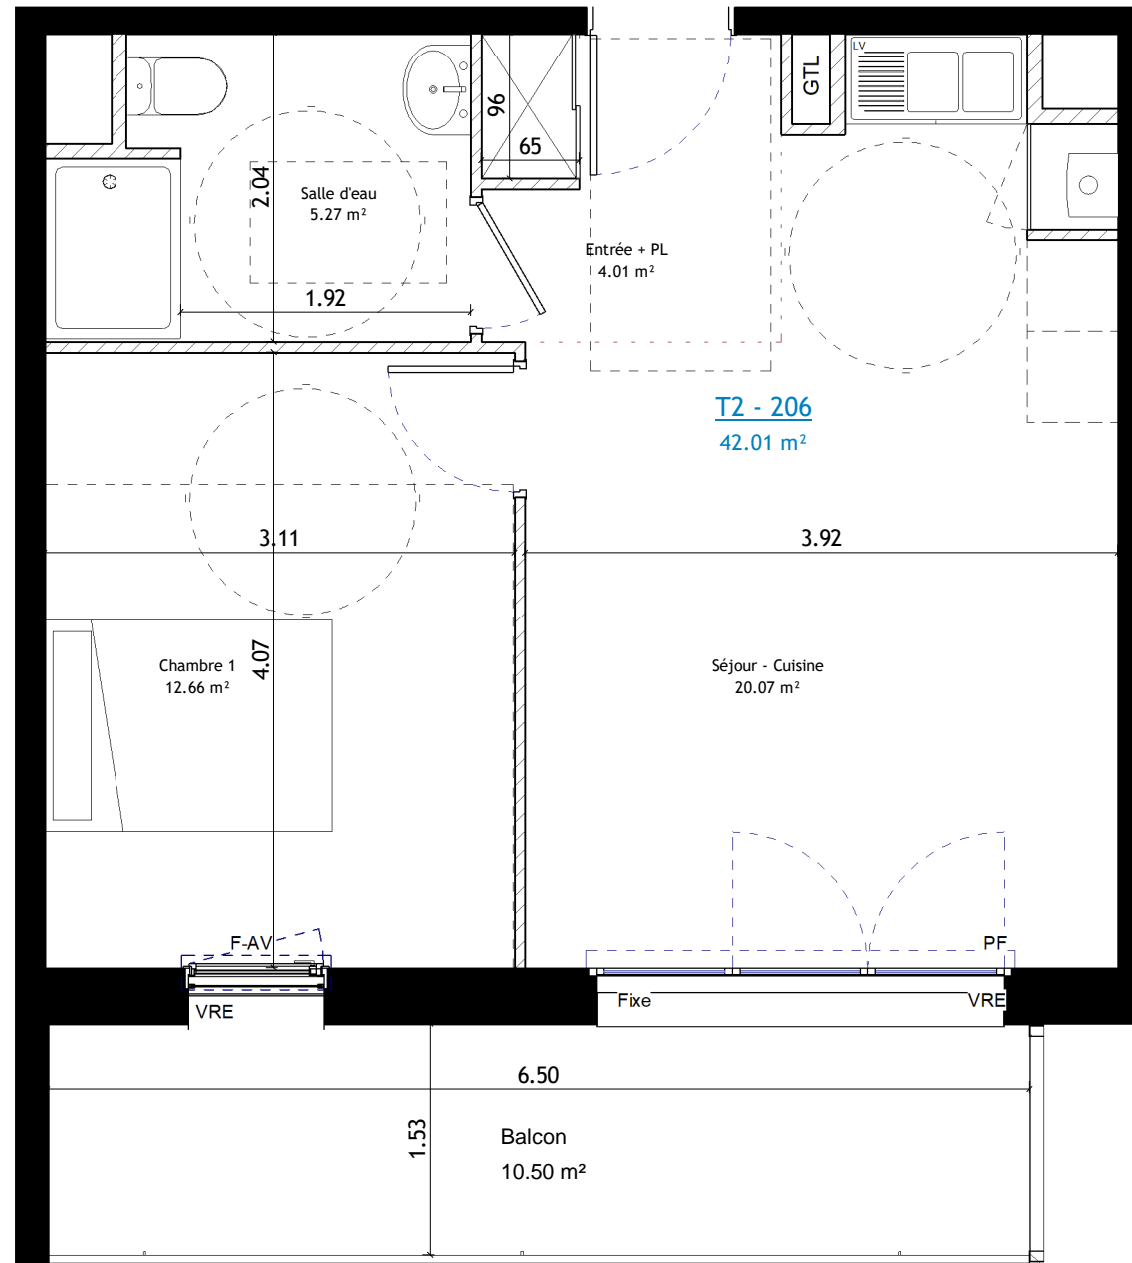 LV
GTL
96
65
2.04
Salle d'eau
5.27 m²
Entrée + PL
4.01 m²
1.92
T2 - 206
42.01 m²
3.11
3.92
4.07
Chambre 1
12.66 m²
Séjour - Cuisine
20.07 m²
F-AV
PF
VRE
Fixe
VRE
6.50
1.53
Balcon
10.50 m²